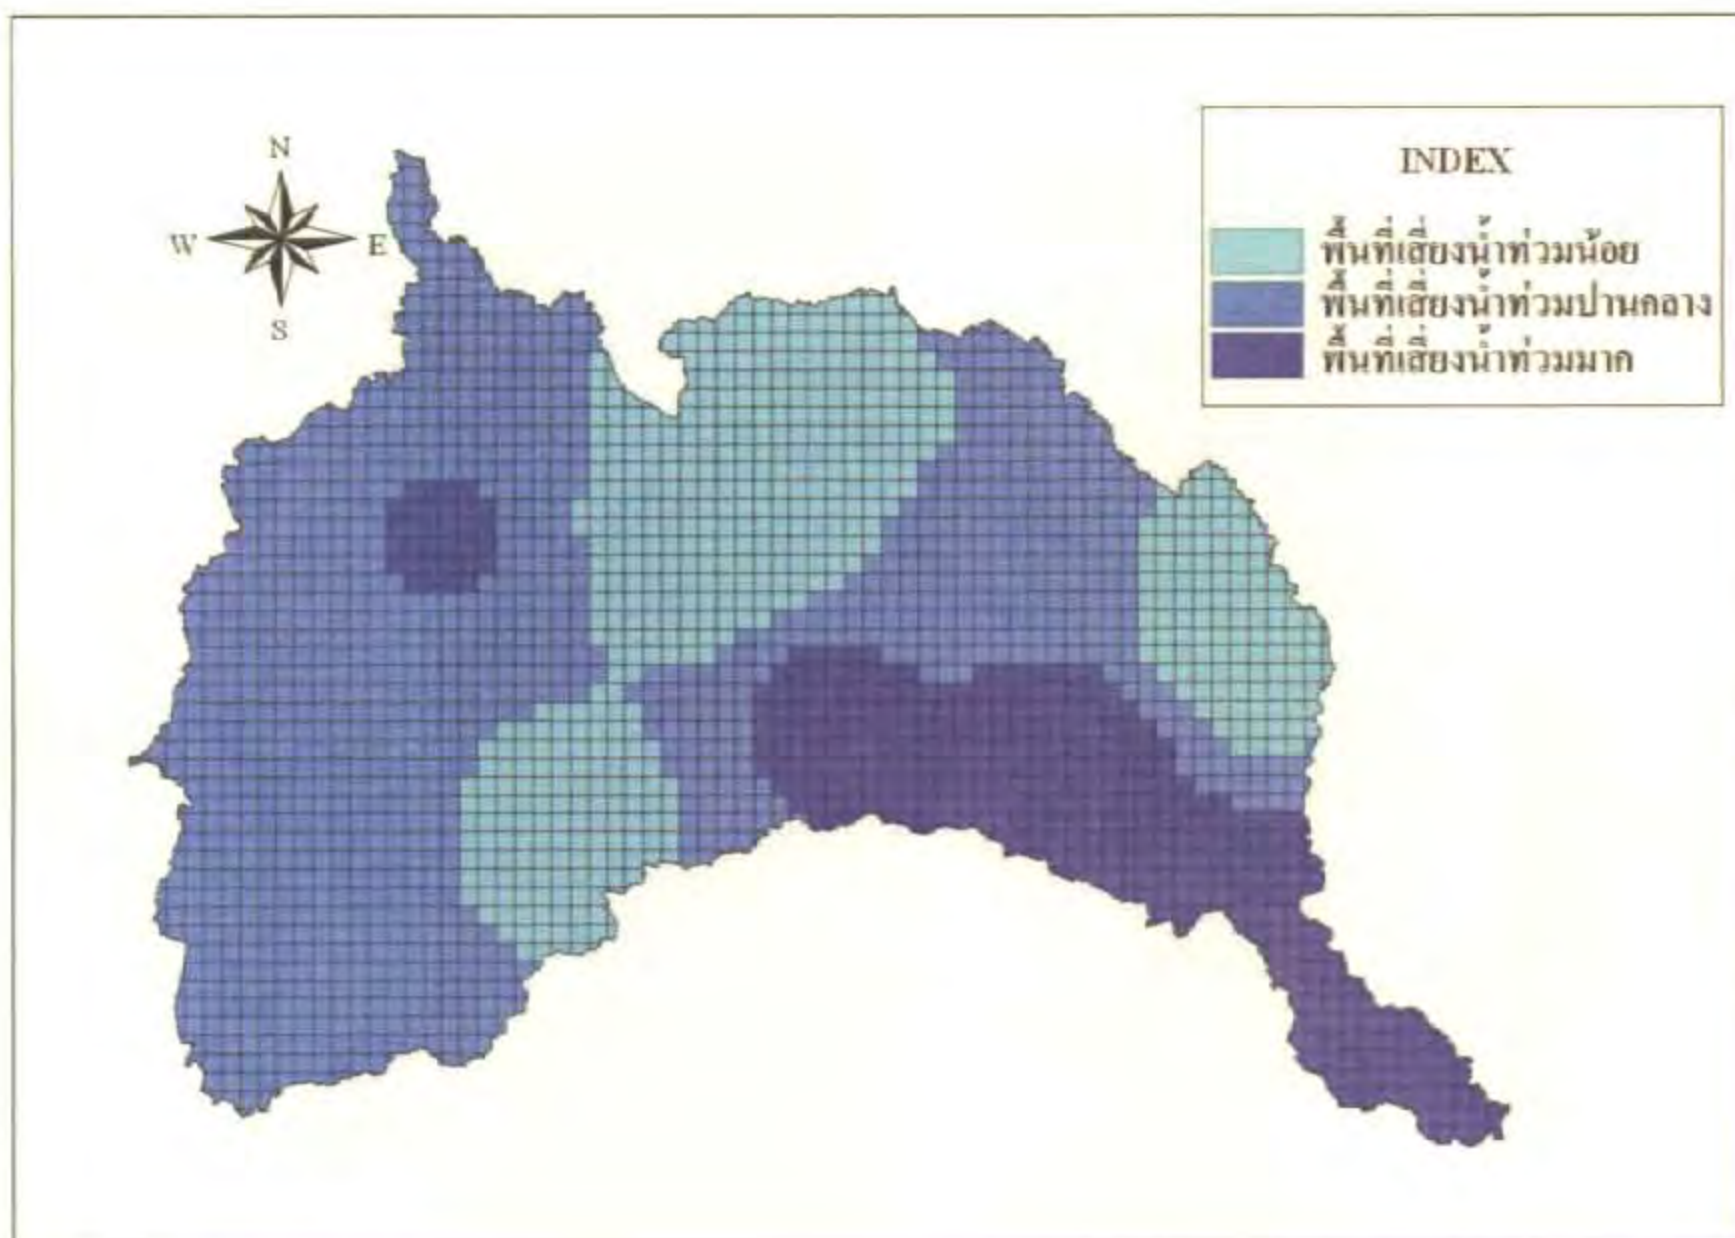 N
W E
S
INDEX
พื้นที่เสี่ยงน้ำท่วมน้อย
พื้นที่เสี่ยงน้ำท่วมปานกลาง
พื้นที่เสี่ยงน้ำท่วมมาก